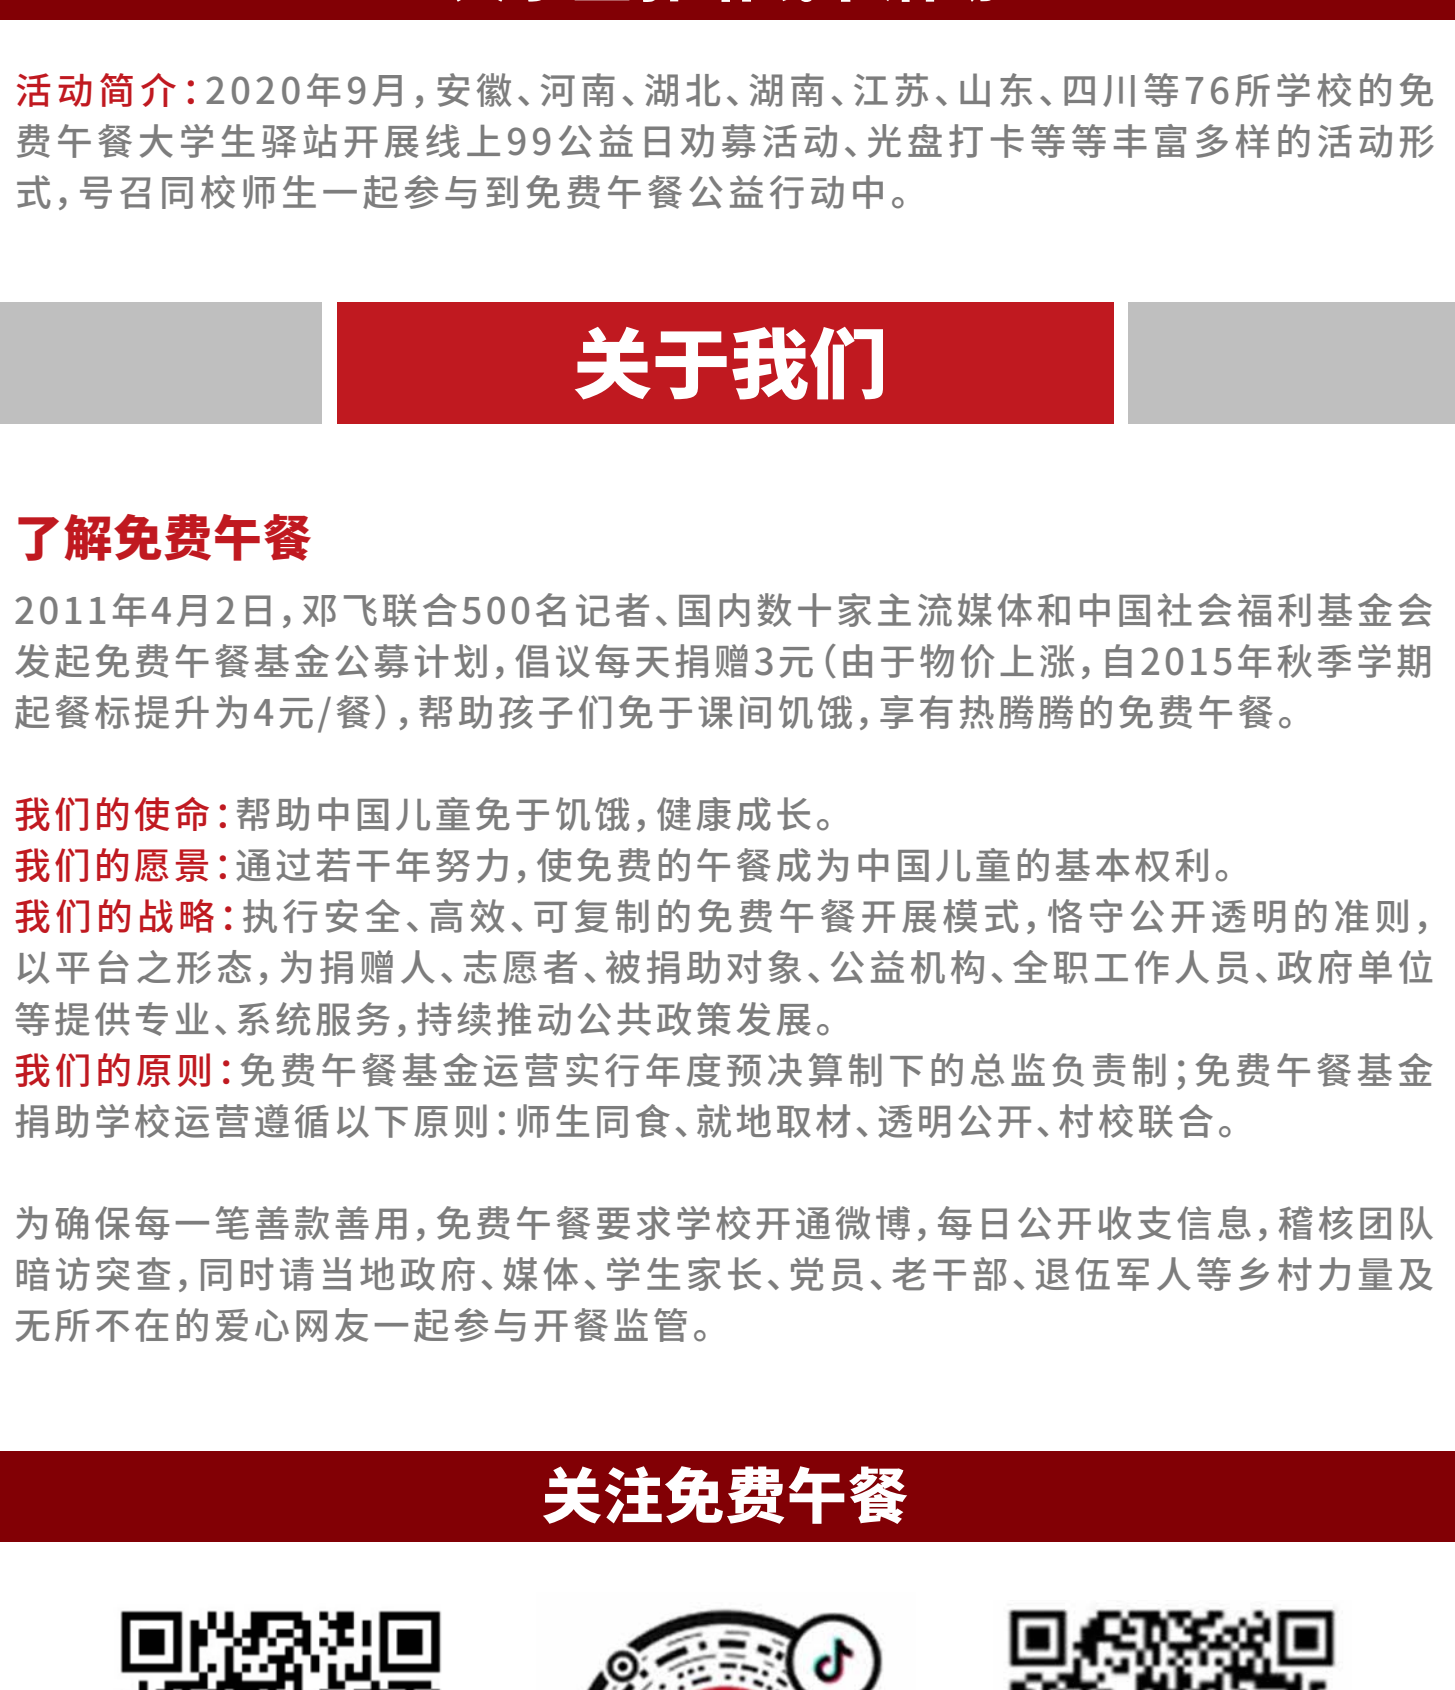 活动简介：2020年9月，安徽、河南、湖北、湖南、江苏、山东、四川等76所学校的免
费午餐大学生驿站开展线上99公益日劝募活动、光盘打卡等等丰富多样的活动形
式，号召同校师生一起参与到免费午餐公益行动中。
关于我们
了解免费午餐
2011年4月2日，邓飞联合500名记者、国内数十家主流媒体和中国社会福利基金会
发起免费午餐基金公募计划，倡议每天捐赠3元（由于物价上涨，自2015年秋季学期
起餐标提升为4元/餐），帮助孩子们免于课间饥饿，享有热腾腾的免费午餐。
我们的使命：帮助中国儿童免于饥饿，健康成长。
我们的愿景：通过若干年努力，使免费的午餐成为中国儿童的基本权利。
我们的战略：执行安全、高效、可复制的免费午餐开展模式，恪守公开透明的准则，
以平台之形态，为捐赠人、志愿者、被捐助对象、公益机构、全职工作人员、政府单位
等提供专业、系统服务，持续推动公共政策发展。
我们的原则：免费午餐基金运营实行年度预决算制下的总监负责制；免费午餐基金
捐助学校运营遵循以下原则：师生同食、就地取材、透明公开、村校联合。
为确保每一笔善款善用，免费午餐要求学校开通微博，每日公开收支信息，稽核团队
暗访突查，同时请当地政府、媒体、学生家长、党员、老干部、退伍军人等乡村力量及
无所不在的爱心网友一起参与开餐监管。
关注免费午餐